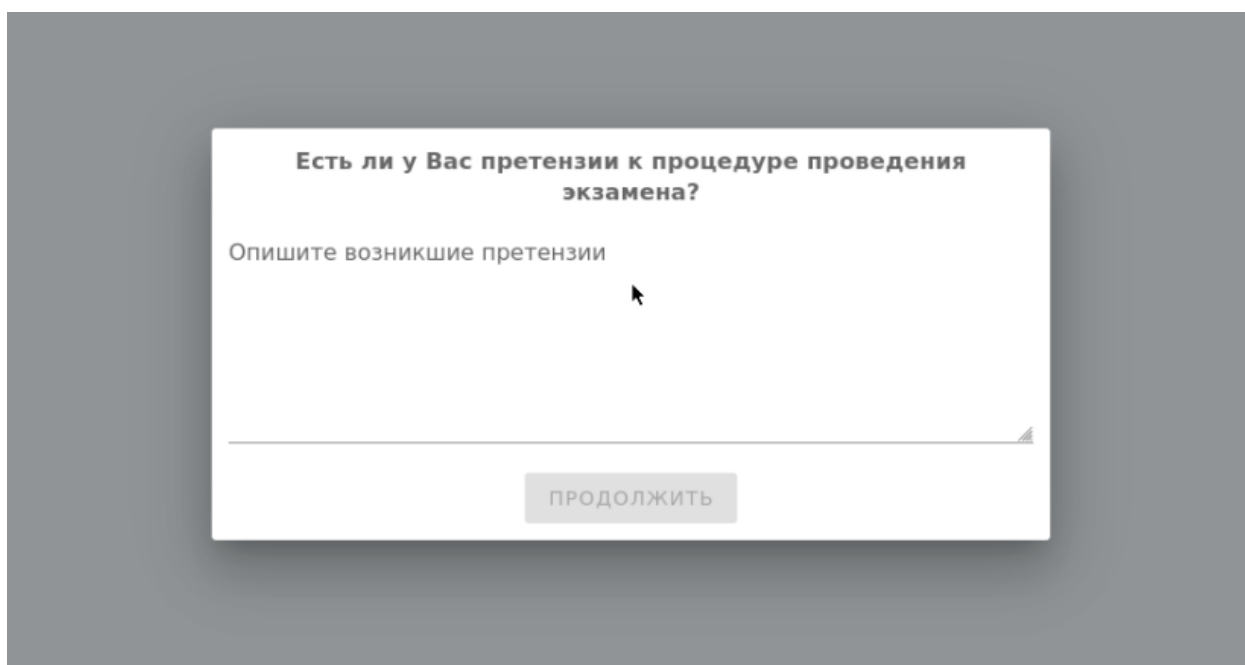 Есть ли у Вас претензии к процедуре проведения
экзамена?
Опишите возникшие претензии
ПРОДОЛЖИТЬ